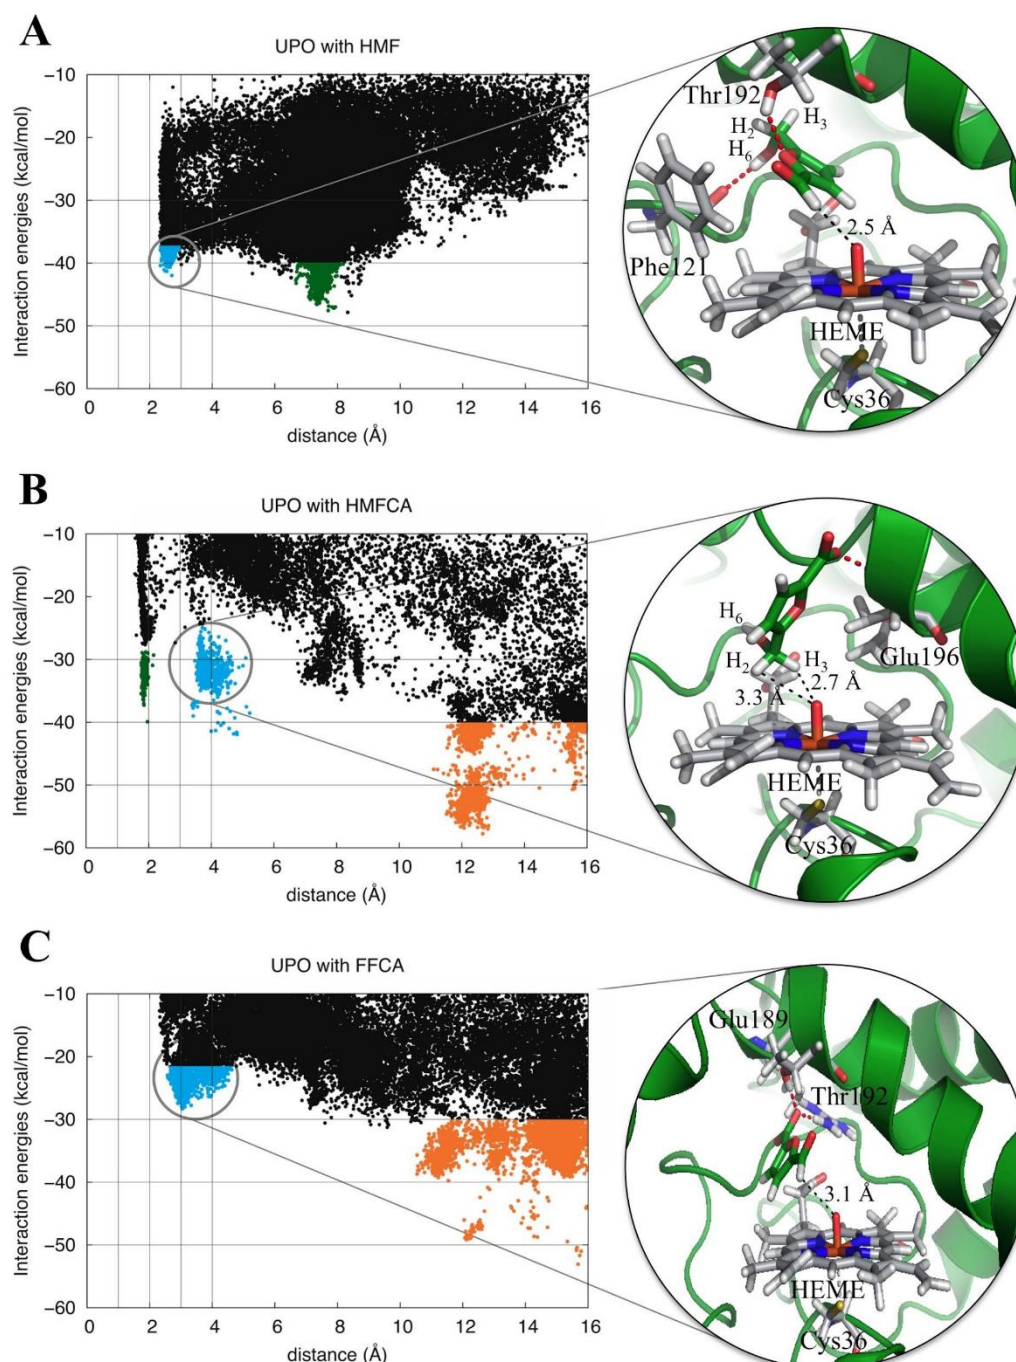 A
UPO with HMF
Interaction energies (kcal/mol)
−10
−20
−30
−40
−50
−60
0 2 4 6 8 10 12 14 16
distance (Å)
Thr192
H3
H2
H6
2.5 Å
Phe121
HEME
Cys36
B
UPO with HMFCA
Interaction energies (kcal/mol)
−10
−20
−30
−40
−50
−60
0 2 4 6 8 10 12 14 16
distance (Å)
H6
Glu196
H2 H3
2.7 Å
3.3 Å
HEME
Cys36
C
UPO with FFCA
Interaction energies (kcal/mol)
−10
−20
−30
−40
−50
−60
0 2 4 6 8 10 12 14 16
distance (Å)
Glu189
Thr192
3.1 Å
HEME
Cys36